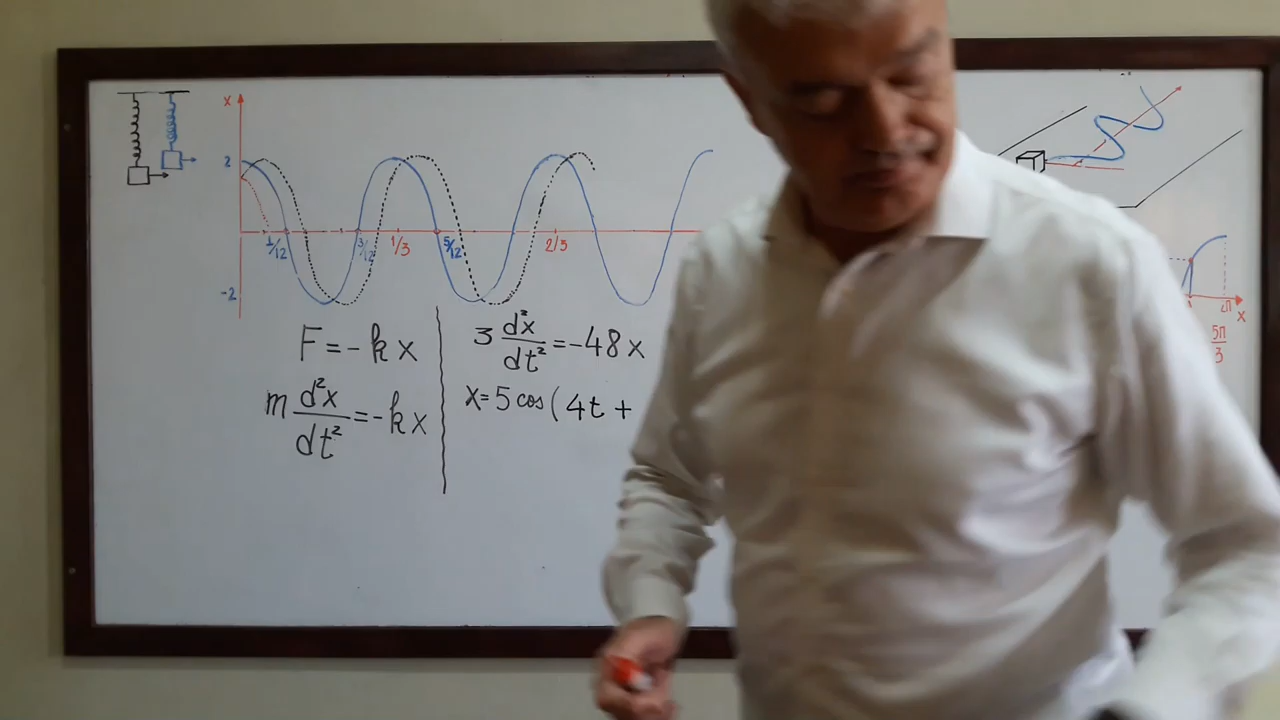 x
2
1/12
3/12
1/3
5/12
2/3
-2
F = - k x
m d²x/dt² = - k x
3 d²x/dt² = -48 x
x = 5 cos ( 4t +
2π
x
5π/3